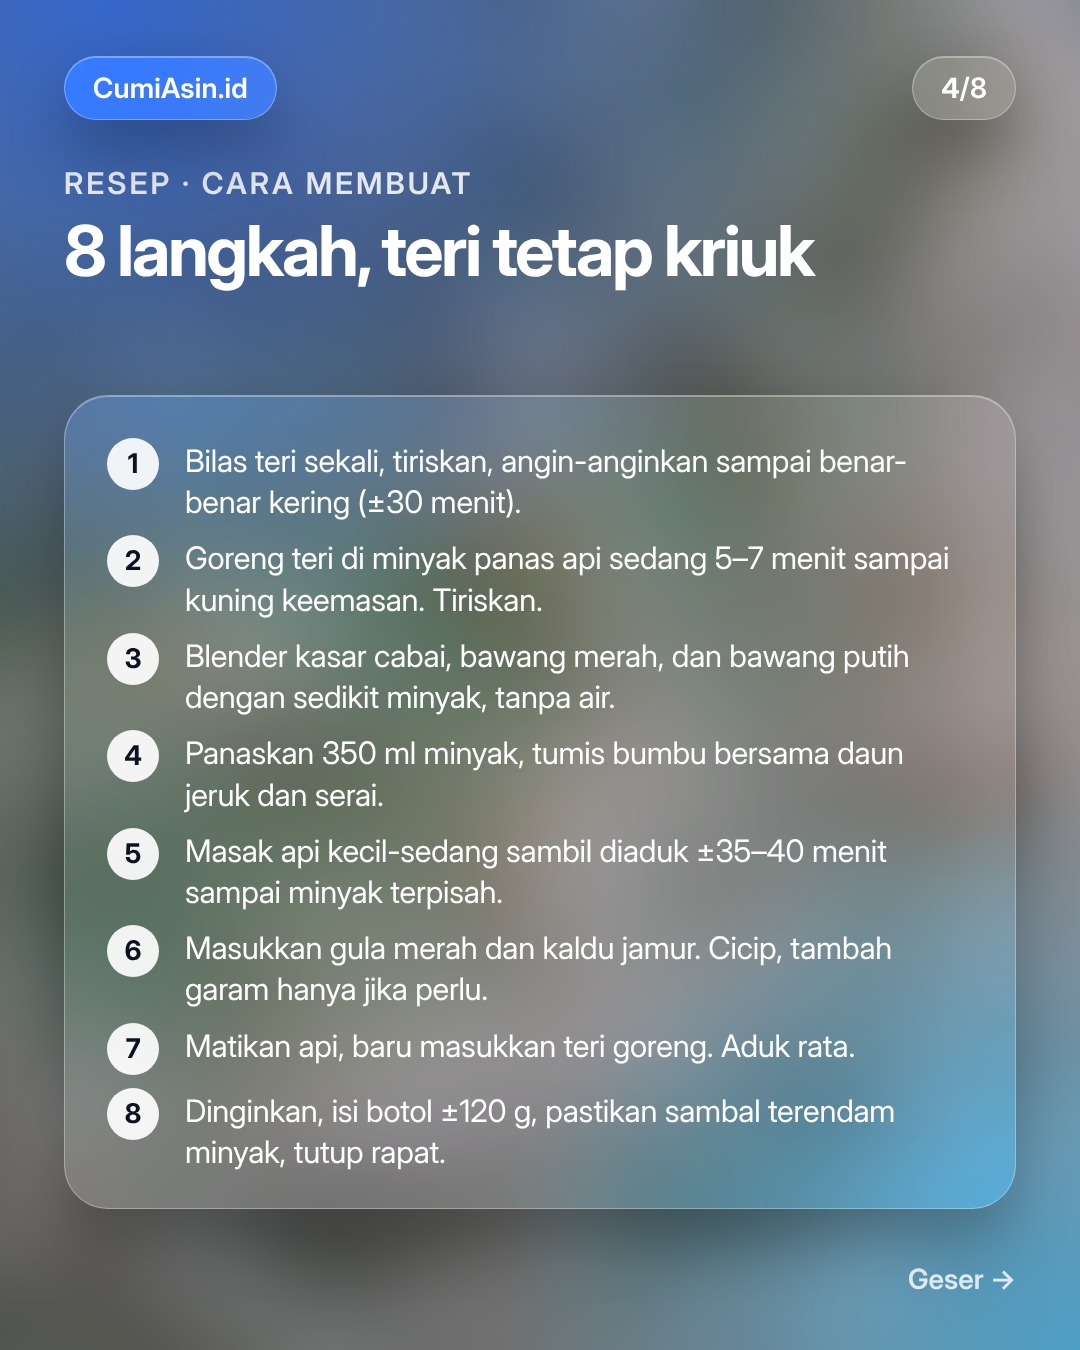 CumiAsin.id
4/8
RESEP · CARA MEMBUAT
8 langkah, teri tetap kriuk
1 Bilas teri sekali, tiriskan, angin-anginkan sampai benar-
benar kering (±30 menit).
2 Goreng teri di minyak panas api sedang 5–7 menit sampai
kuning keemasan. Tiriskan.
3 Blender kasar cabai, bawang merah, dan bawang putih
dengan sedikit minyak, tanpa air.
4 Panaskan 350 ml minyak, tumis bumbu bersama daun
jeruk dan serai.
5 Masak api kecil-sedang sambil diaduk ±35–40 menit
sampai minyak terpisah.
6 Masukkan gula merah dan kaldu jamur. Cicip, tambah
garam hanya jika perlu.
7 Matikan api, baru masukkan teri goreng. Aduk rata.
8 Dinginkan, isi botol ±120 g, pastikan sambal terendam
minyak, tutup rapat.
Geser →